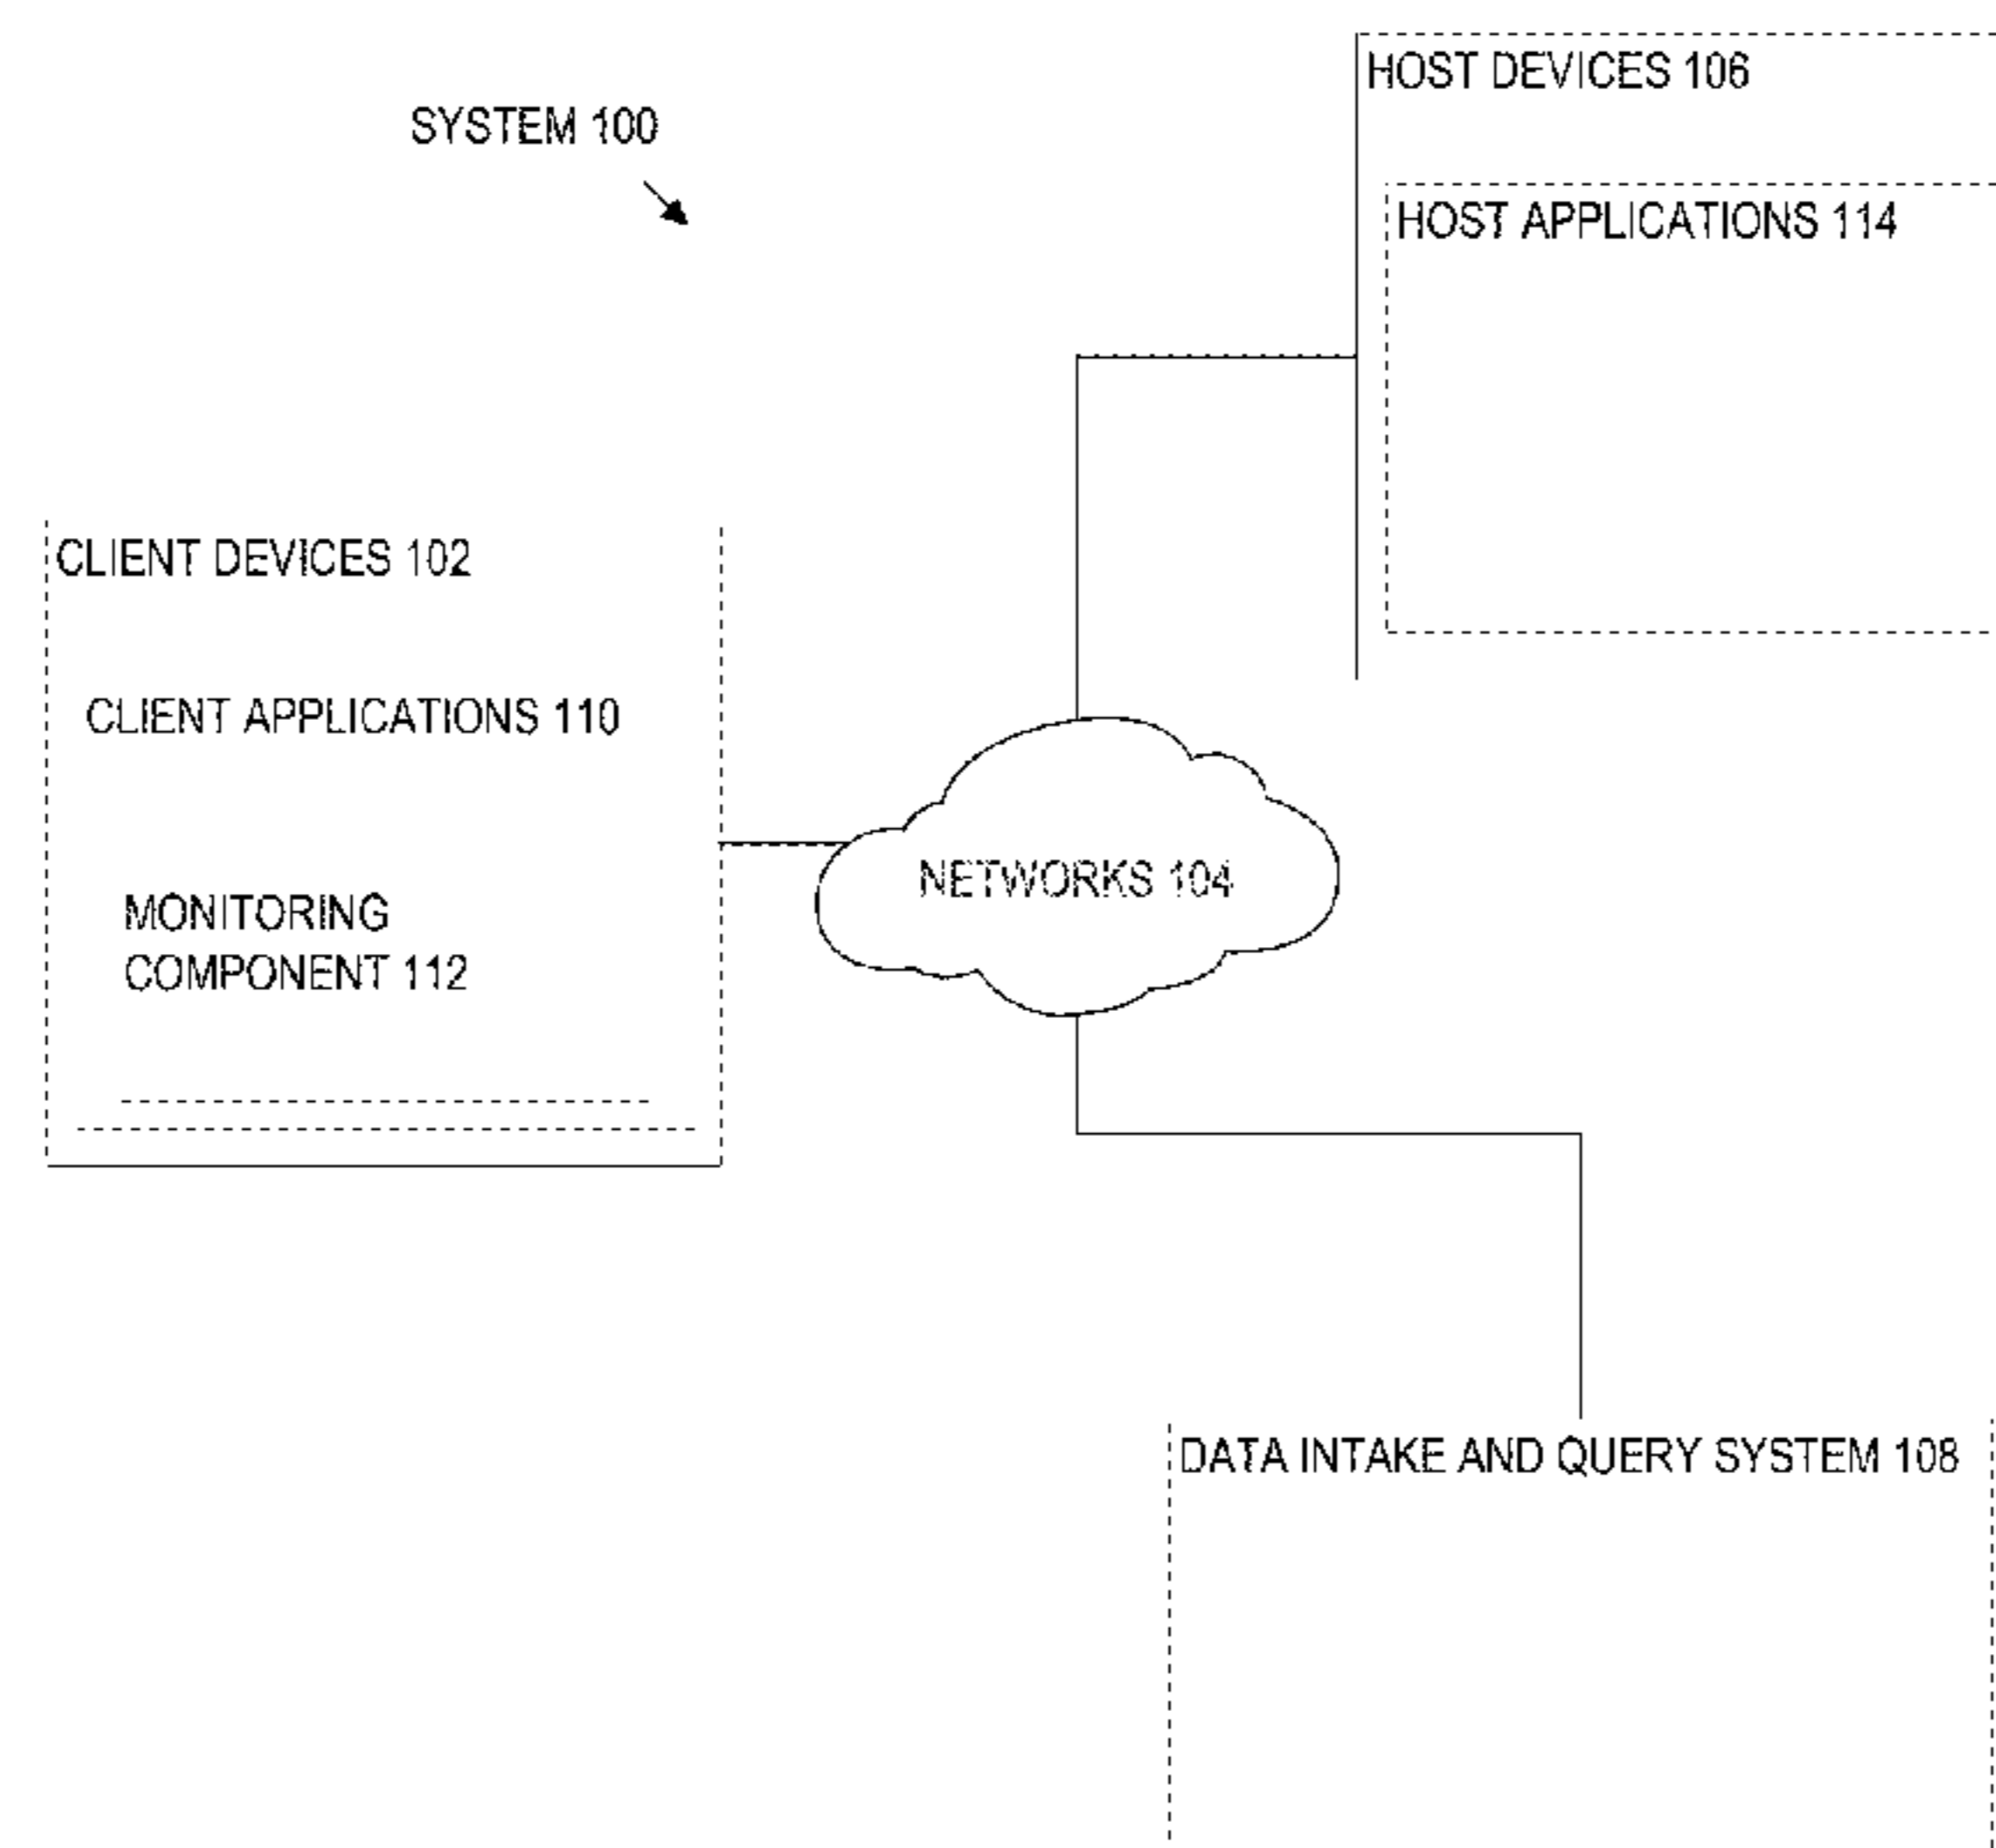 HOST DEVICES 106
SYSTEM 100
HOST APPLICATIONS 114
CLIENT DEVICES 102
CLIENT APPLICATIONS 110
NETWORKS 104
MONITORING
COMPONENT 112
DATA INTAKE AND QUERY SYSTEM 108